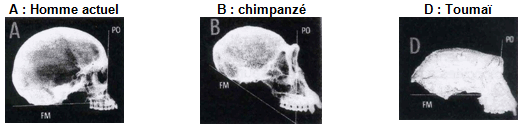 A : Homme actuel
B : chimpanzé
D : Toumaï
A
PO
FM
B
PO
FM
D
PO
FM